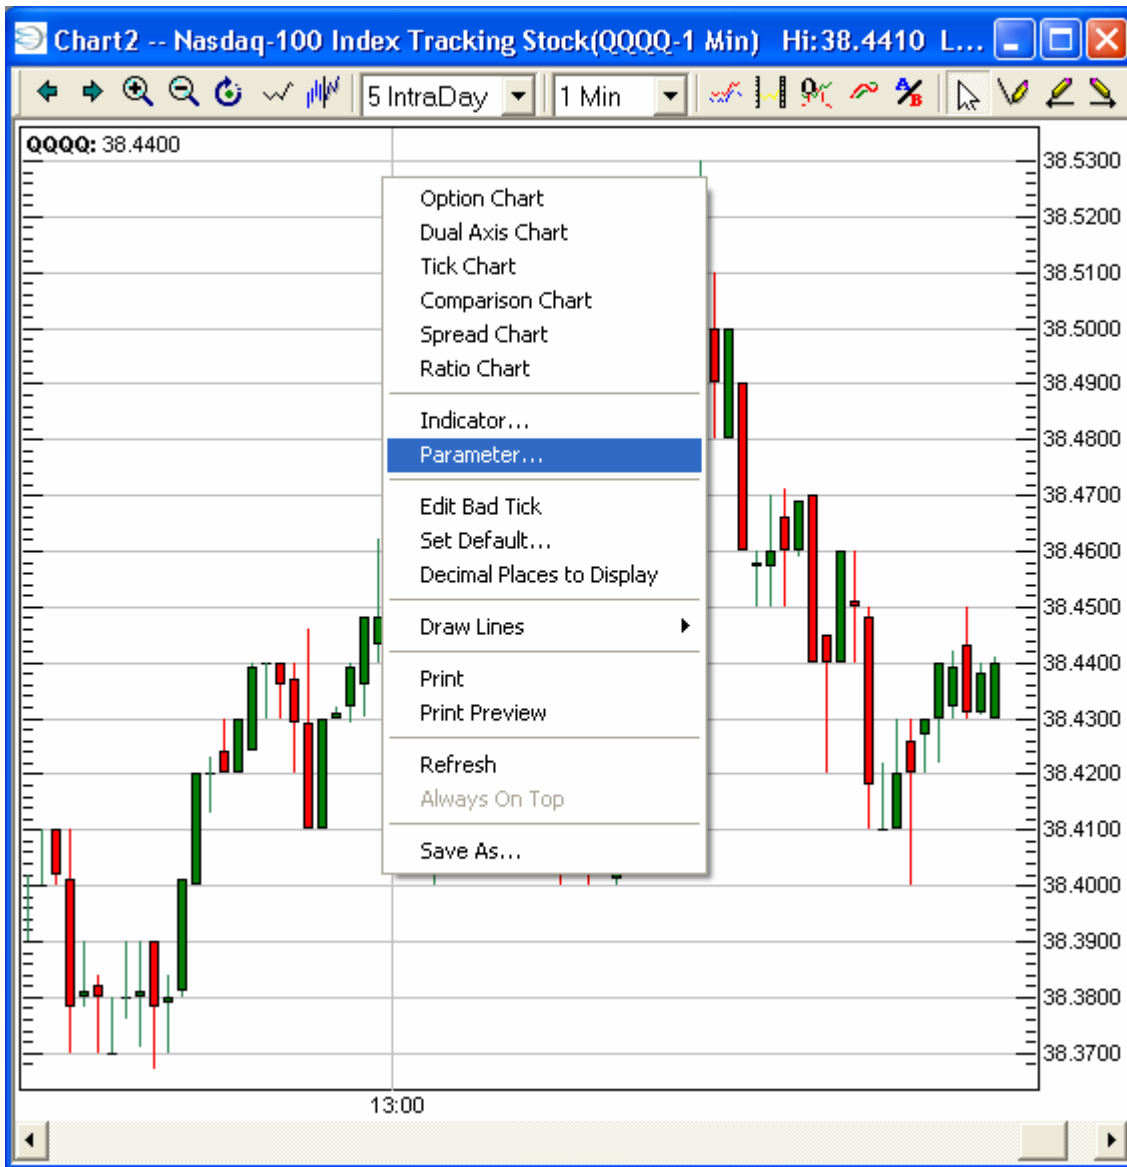 Chart2 -- Nasdaq-100 Index Tracking Stock(QQQQ-1 Min) Hi:38.4410 L...
5 IntraDay 1 Min
QQQQ: 38.4400
Option Chart
Dual Axis Chart
Tick Chart
Comparison Chart
Spread Chart
Ratio Chart
Indicator...
Parameter...
Edit Bad Tick
Set Default...
Decimal Places to Display
Draw Lines
Print
Print Preview
Refresh
Always On Top
Save As...
38.5300
38.5200
38.5100
38.5000
38.4900
38.4800
38.4700
38.4600
38.4500
38.4400
38.4300
38.4200
38.4100
38.4000
38.3900
38.3800
38.3700
13:00